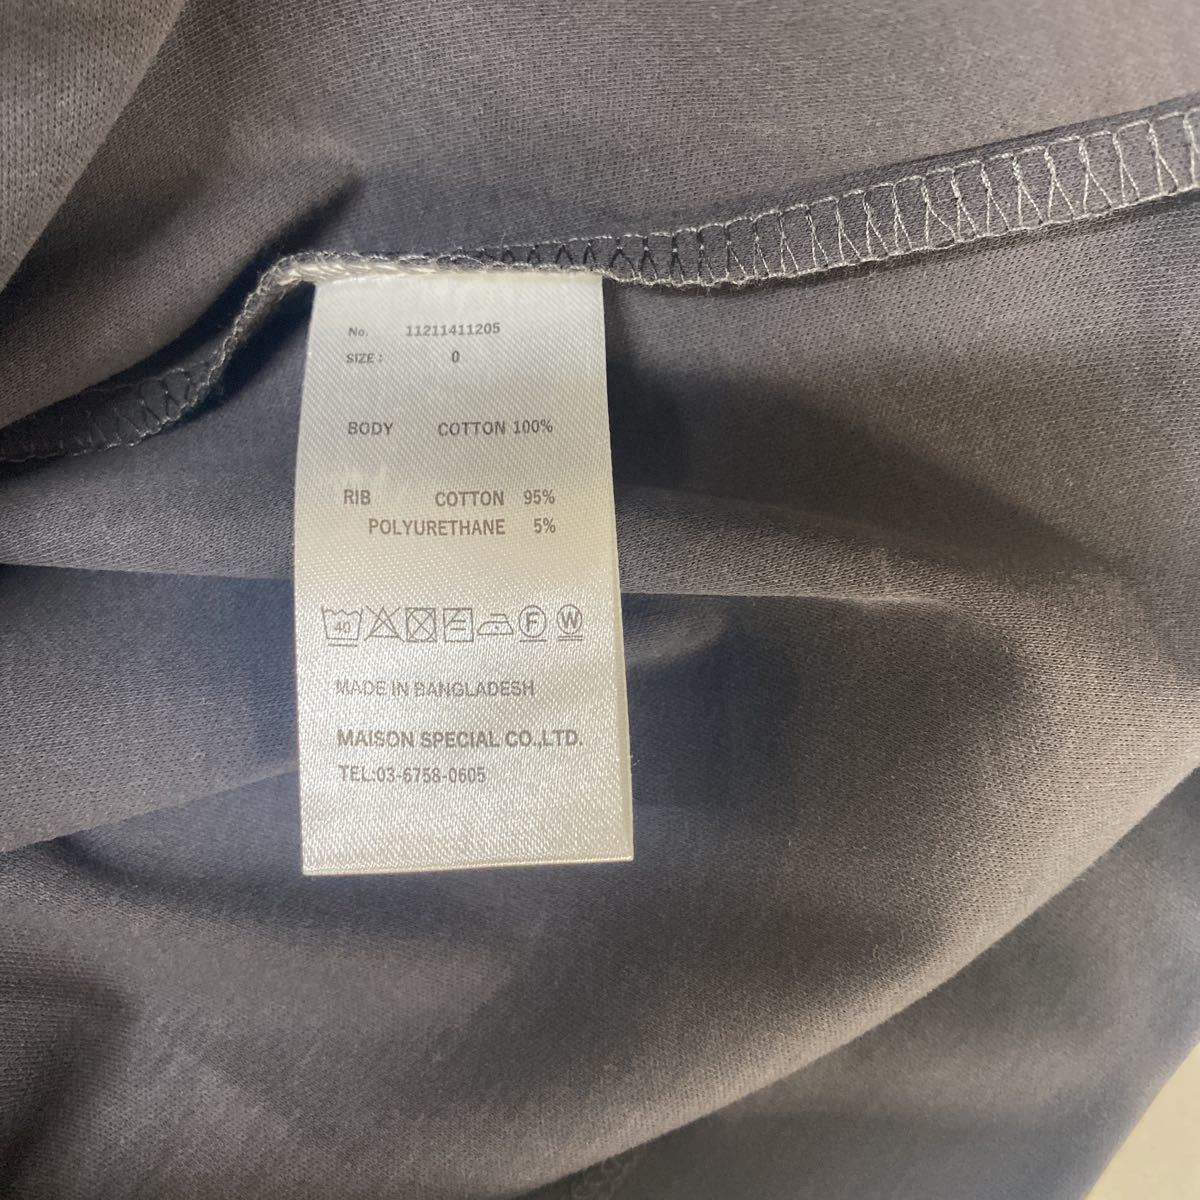 No. 11211411205
SIZE : 0
BODY COTTON 100%
RIB COTTON 95%
POLYURETHANE 5%
40 F W
MADE IN BANGLADESH
MAISON SPECIAL CO.,LTD.
TEL:03-6758-0605